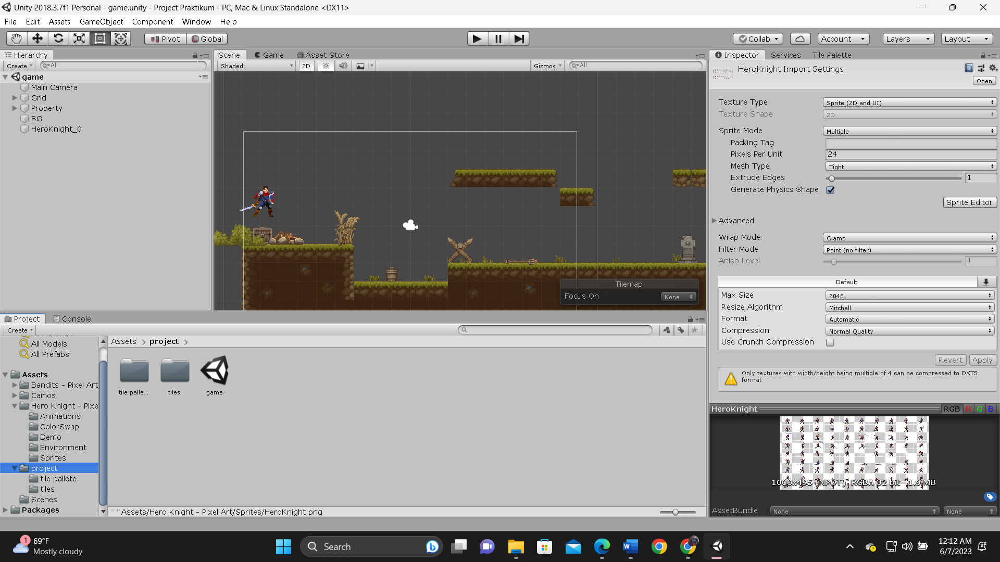 Unity 2018.3.7f1 Personal - game.unity - Project Praktikum - PC, Mac & Linux Standalone <DX11>
File Edit Assets GameObject Component Window Help
Pivot Global Collab Account Layers Layout
Hierarchy
Create All
game
Main Camera
Grid
Property
BG
HeroKnight_0
Scene Game Asset Store
Shaded 2D Gizmos All
Tilemap
Focus On None
Inspector Services Tile Palette
HeroKnight Import Settings
Open
Texture Type Sprite (2D and UI)
Texture Shape 2D
Sprite Mode Multiple
Packing Tag
Pixels Per Unit 24
Mesh Type Tight
Extrude Edges 1
Generate Physics Shape
Sprite Editor
Advanced
Wrap Mode Clamp
Filter Mode Point (no filter)
Aniso Level 1
Default
Max Size 2048
Resize Algorithm Mitchell
Format Automatic
Compression Normal Quality
Use Crunch Compression
Revert Apply
Only textures with width/height being multiple of 4 can be compressed to DXT5
format
HeroKnight RGB R G B
1000x495 (NPOT) RGBA 32 bit 1.9 MB
AssetBundle None None
Project Console
Create
All Models
All Prefabs
Assets
Bandits - Pixel Art
Cainos
Hero Knight - Pixe
Animations
ColorSwap
Demo
Environment
Sprites
project
tile pallete
tiles
Scenes
Packages
Assets project
tile palle... tiles game
Assets/Hero Knight - Pixel Art/Sprites/HeroKnight.png
1
69°F
Mostly cloudy
Search
12:12 AM
6/7/2023